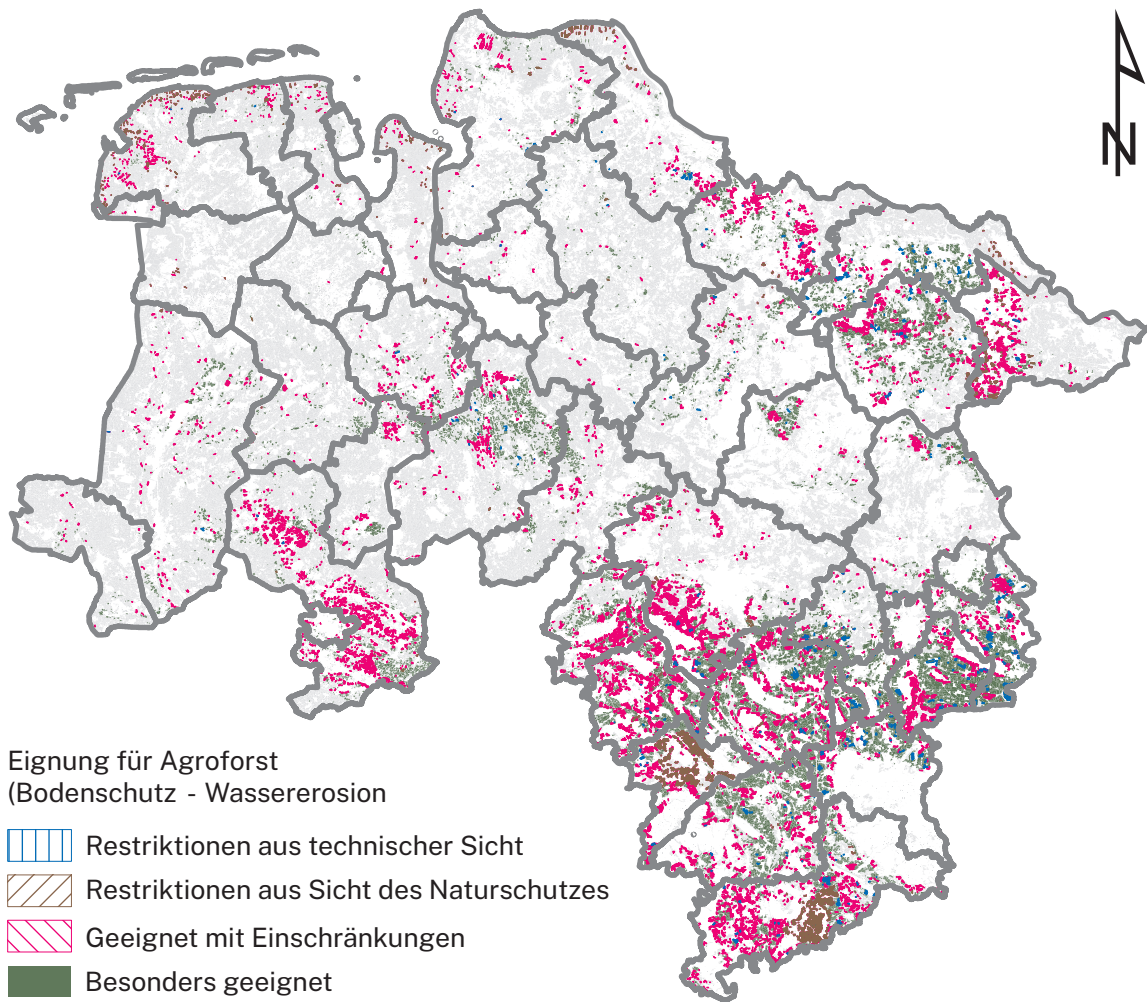 N
Eignung für Agroforst
(Bodenschutz - Wassererosion
Restriktionen aus technischer Sicht
Restriktionen aus Sicht des Naturschutzes
Geeignet mit Einschränkungen
Besonders geeignet